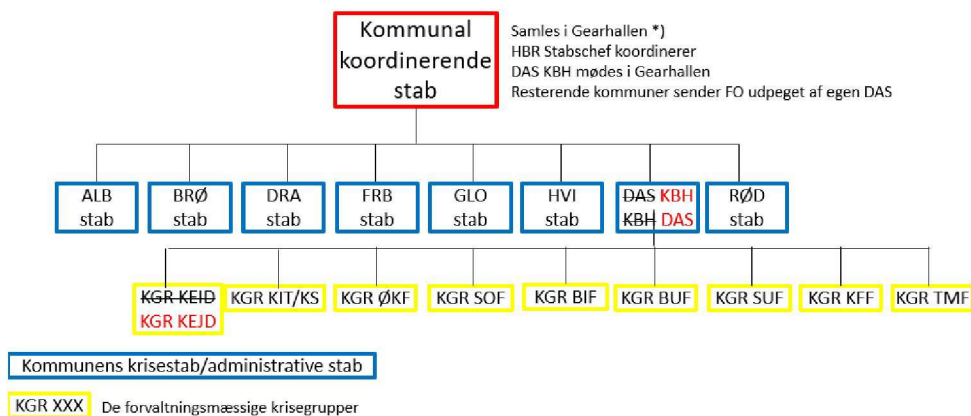 Kommunal
koordinerende
stab
Samles i Gearhallen *)
HBR Stabschef koordinerer
DAS KBH mødes i Gearhallen
Resterende kommuner sender FO udpeget af egen DAS
ALB
stab
BRØ
stab
DRA
stab
FRB
stab
GLO
stab
HVI
stab
DAS KBH
KBH DAS
RØD
stab
KGR KEID
KGR KEJD
KGR KIT/KS
KGR ØKF
KGR SOF
KGR BIF
KGR BUF
KGR SUF
KGR KFF
KGR TMF
Kommunens krisestab/administrative stab
KGR XXX De forvaltningsmæssige krisegrupper